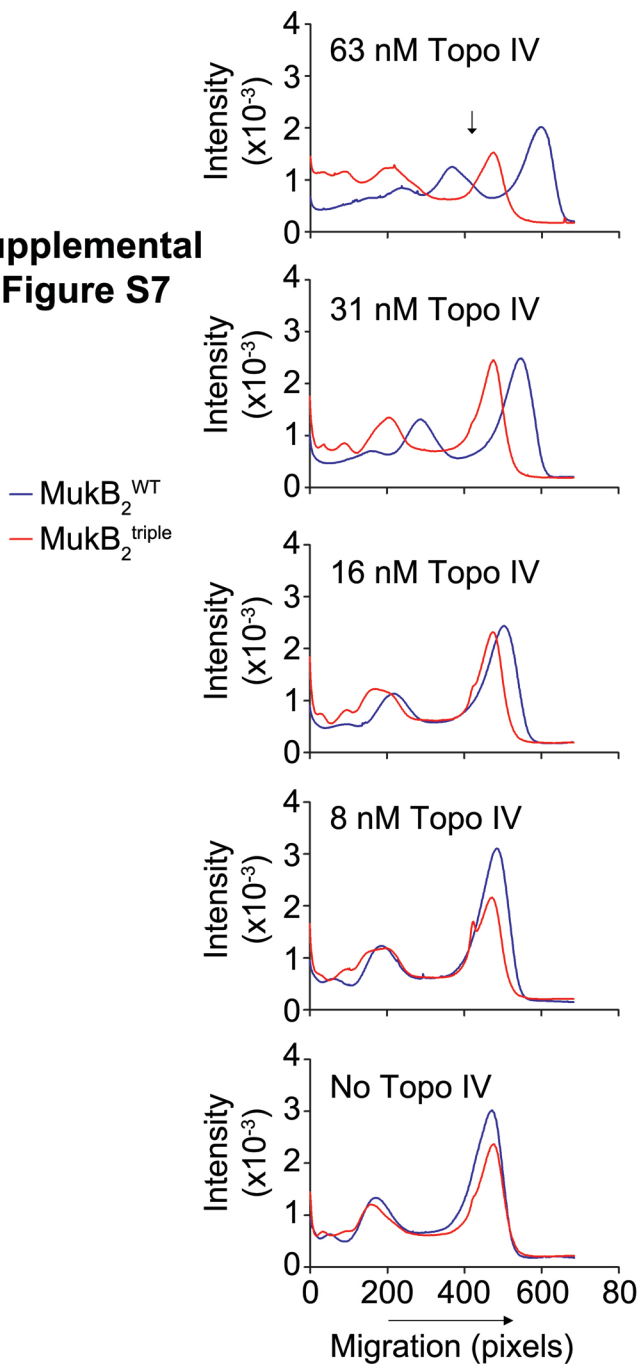 upplemental
Figure S7
MukB₂ᵂᵀ
MukB₂ᵗʳⁱᵖˡᵉ
63 nM Topo IV
Intensity
(x10⁻³)
4
3
2
1
0
31 nM Topo IV
Intensity
(x10⁻³)
4
3
2
1
0
16 nM Topo IV
Intensity
(x10⁻³)
4
3
2
1
0
8 nM Topo IV
Intensity
(x10⁻³)
4
3
2
1
0
No Topo IV
Intensity
(x10⁻³)
4
3
2
1
0
0 200 400 600 80
Migration (pixels)